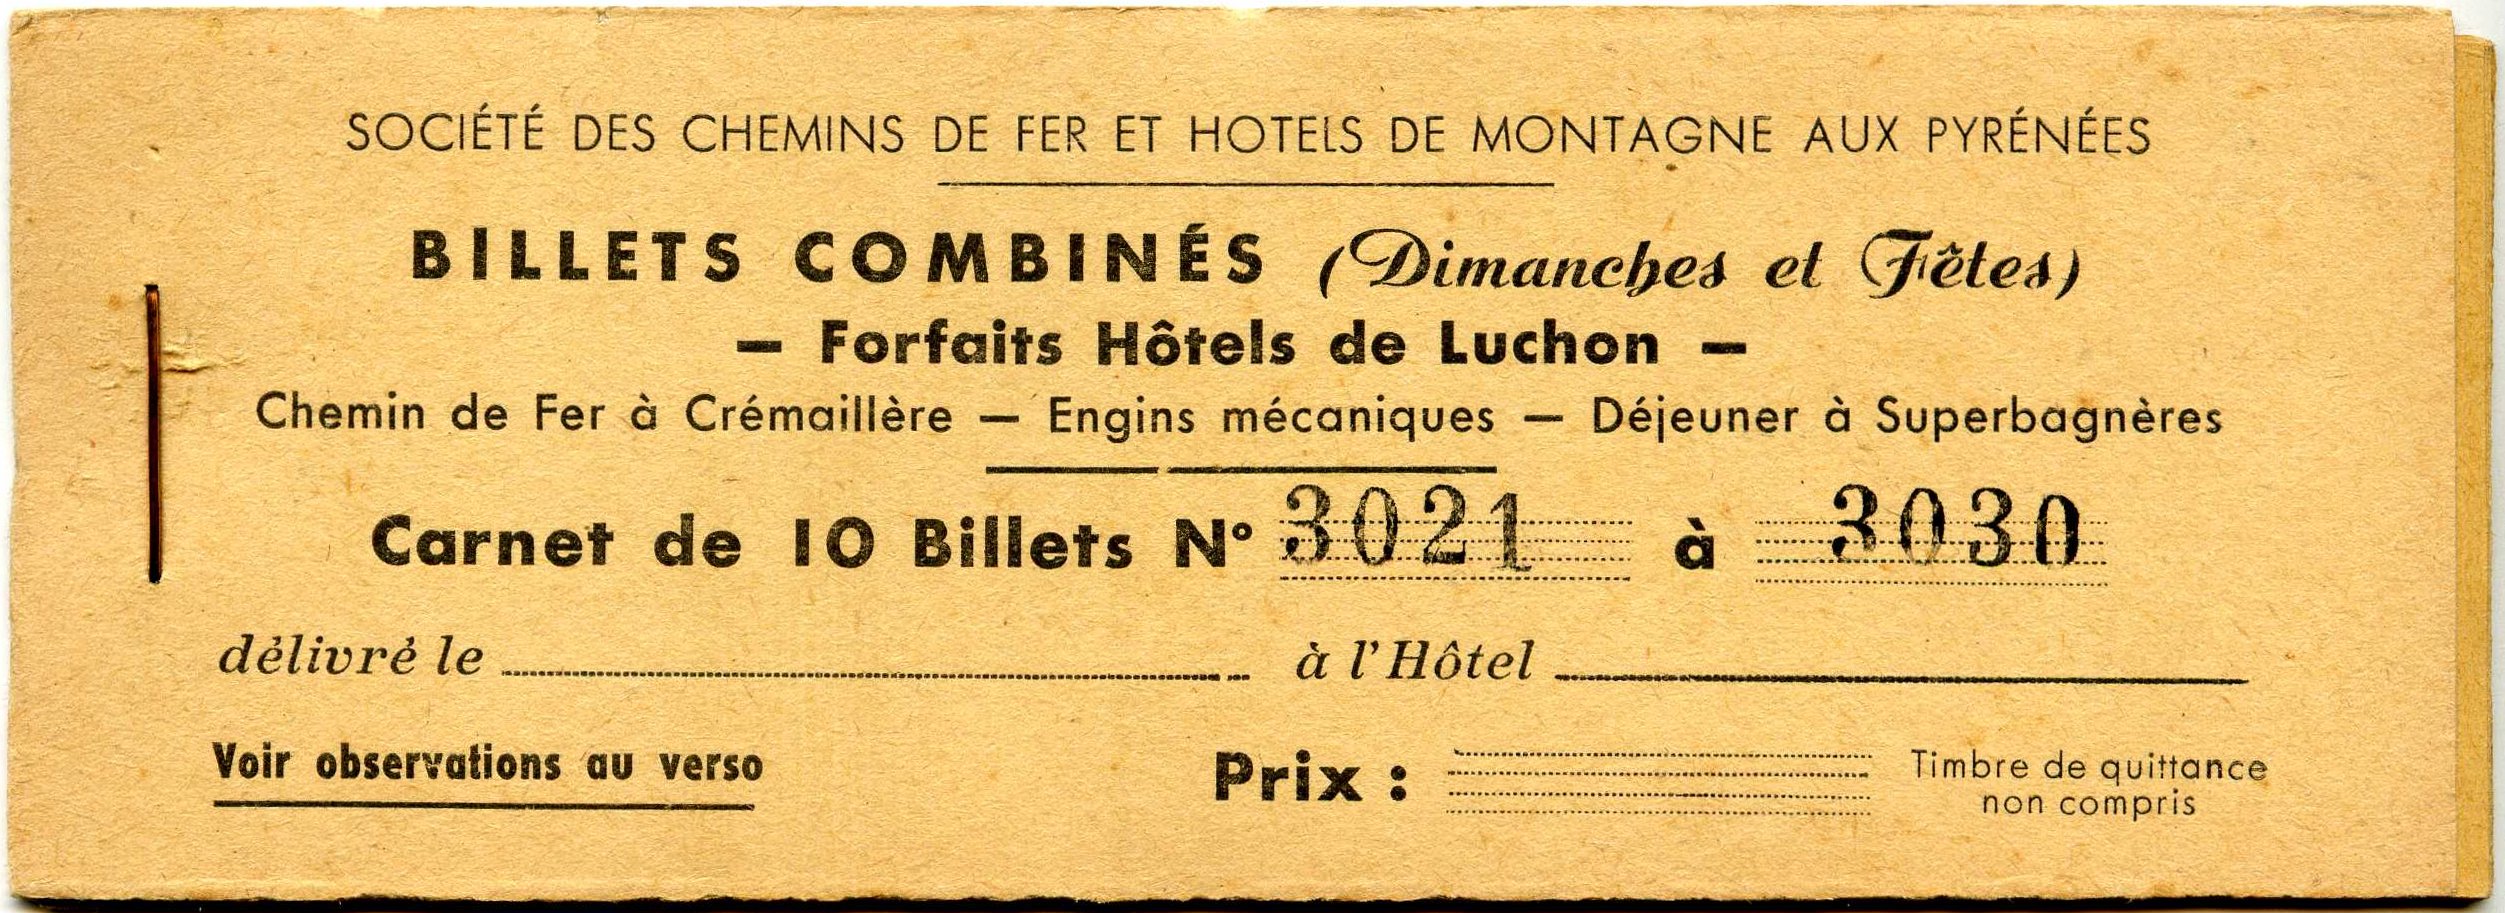 SOCIÉTÉ DES CHEMINS DE FER ET HOTELS DE MONTAGNE AUX PYRÉNÉES
BILLETS COMBINÉS (Dimanches et Fêtes)
— Forfaits Hôtels de Luchon —
Chemin de Fer à Crémaillère — Engins mécaniques — Déjeuner à Superbagnères
Carnet de 10 Billets N° 3021 à 3030
délivré le à l'Hôtel
Voir observations au verso Prix : Timbre de quittance
non compris